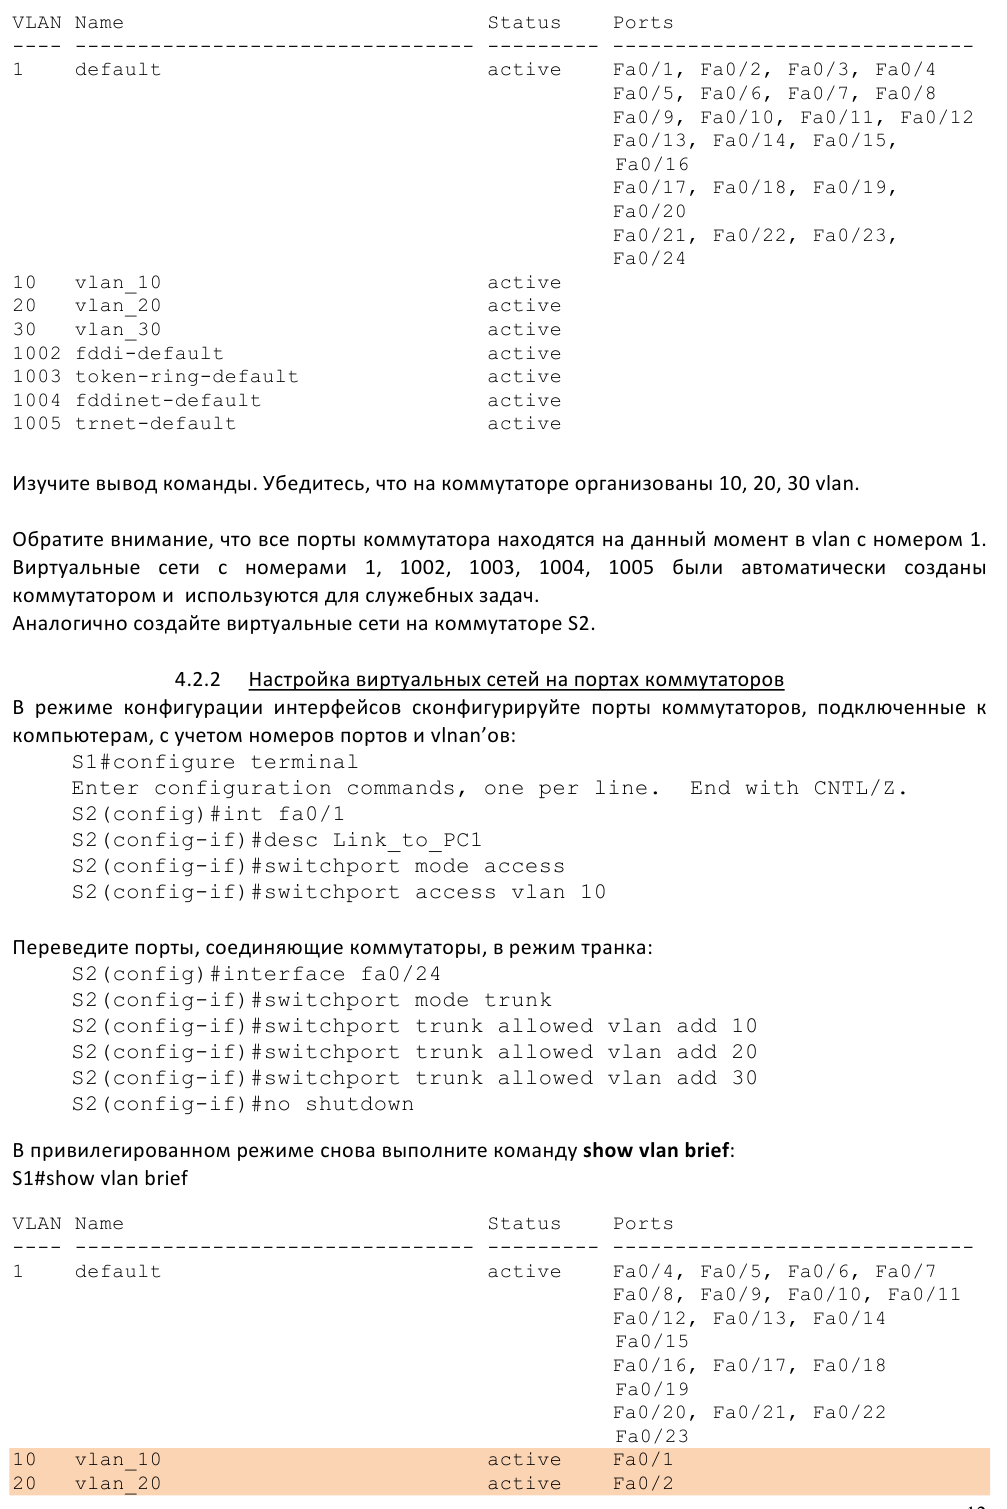 VLAN Name Status Ports
---- -------------------------------- --------- -----------------------------
1 default active Fa0/1, Fa0/2, Fa0/3, Fa0/4
Fa0/5, Fa0/6, Fa0/7, Fa0/8
Fa0/9, Fa0/10, Fa0/11, Fa0/12
Fa0/13, Fa0/14, Fa0/15,
Fa0/16
Fa0/17, Fa0/18, Fa0/19,
Fa0/20
Fa0/21, Fa0/22, Fa0/23,
Fa0/24
10 vlan_10 active
20 vlan_20 active
30 vlan_30 active
1002 fddi-default active
1003 token-ring-default active
1004 fddinet-default active
1005 trnet-default active
Изучите вывод команды. Убедитесь, что на коммутаторе организованы 10, 20, 30 vlan.
Обратите внимание, что все порты коммутатора находятся на данный момент в vlan с номером 1.
Виртуальные сети с номерами 1, 1002, 1003, 1004, 1005 были автоматически созданы
коммутатором и используются для служебных задач.
Аналогично создайте виртуальные сети на коммутаторе S2.
4.2.2 Настройка виртуальных сетей на портах коммутаторов
В режиме конфигурации интерфейсов сконфигурируйте порты коммутаторов, подключенные к
компьютерам, с учетом номеров портов и vlnan’ов:
S1#configure terminal
Enter configuration commands, one per line. End with CNTL/Z.
S2(config)#int fa0/1
S2(config-if)#desc Link_to_PC1
S2(config-if)#switchport mode access
S2(config-if)#switchport access vlan 10
Переведите порты, соединяющие коммутаторы, в режим транка:
S2(config)#interface fa0/24
S2(config-if)#switchport mode trunk
S2(config-if)#switchport trunk allowed vlan add 10
S2(config-if)#switchport trunk allowed vlan add 20
S2(config-if)#switchport trunk allowed vlan add 30
S2(config-if)#no shutdown
В привилегированном режиме снова выполните команду show vlan brief:
S1#show vlan brief
VLAN Name Status Ports
---- -------------------------------- --------- -----------------------------
1 default active Fa0/4, Fa0/5, Fa0/6, Fa0/7
Fa0/8, Fa0/9, Fa0/10, Fa0/11
Fa0/12, Fa0/13, Fa0/14
Fa0/15
Fa0/16, Fa0/17, Fa0/18
Fa0/19
Fa0/20, Fa0/21, Fa0/22
Fa0/23
10 vlan_10 active Fa0/1
20 vlan_20 active Fa0/2